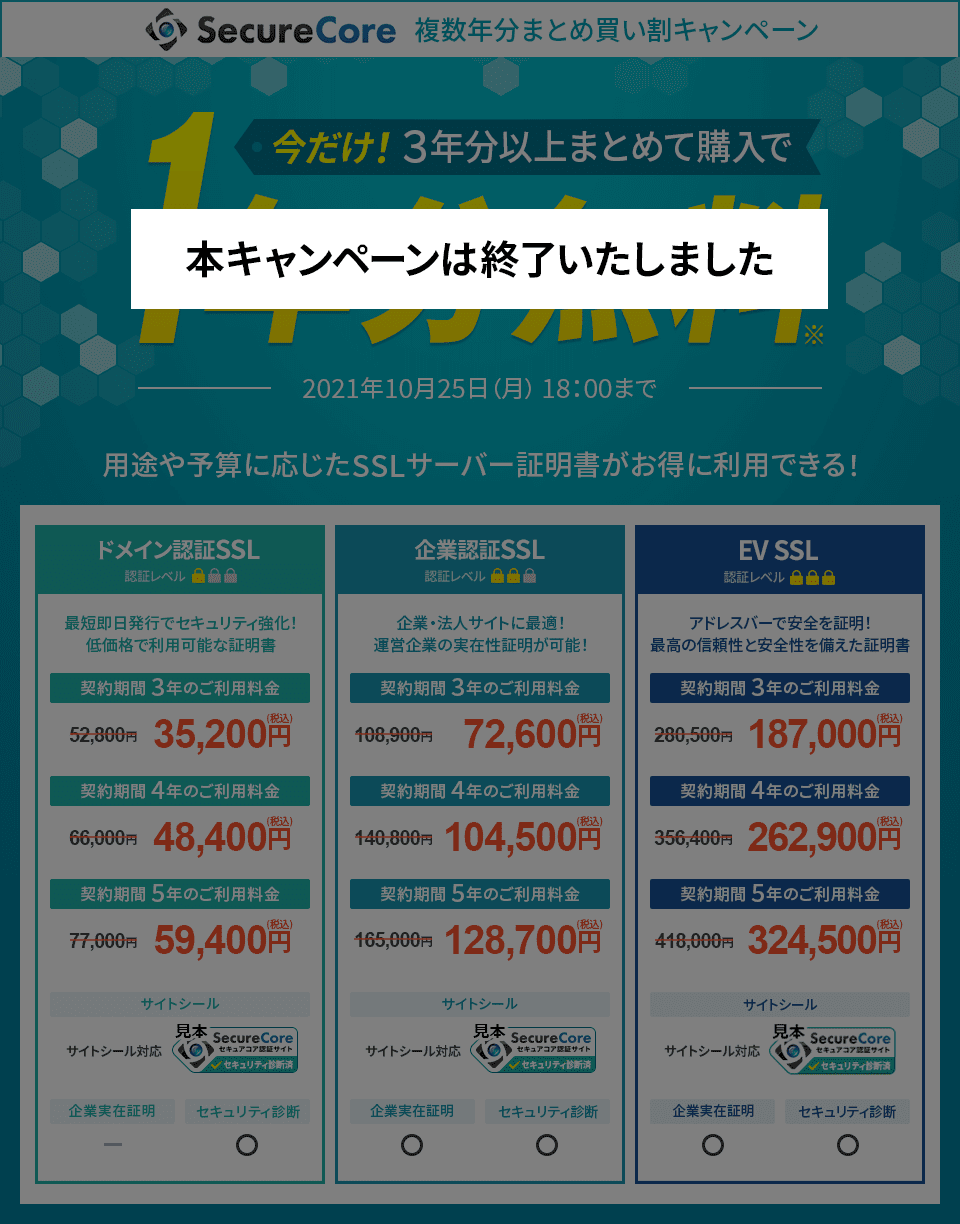 SecureCore 複数年分まとめ買い割キャンペーン
今だけ! 3年分以上まとめて購入で
1年分無料※
本キャンペーンは終了いたしました
2021年10月25日(月) 18:00まで
用途や予算に応じたSSLサーバー証明書がお得に利用できる!
ドメイン認証SSL
認証レベル
最短即日発行でセキュリティ強化!
低価格で利用可能な証明書
契約期間 3年のご利用料金
52,800円 35,200円(税込)
契約期間 4年のご利用料金
66,000円 48,400円(税込)
契約期間 5年のご利用料金
77,000円 59,400円(税込)
サイトシール
サイトシール対応
見本
SecureCore
セキュアコア認証サイト
セキュリティ診断済
企業実在証明 セキュリティ診断
— ○
企業認証SSL
認証レベル
企業・法人サイトに最適!
運営企業の実在性証明が可能!
契約期間 3年のご利用料金
108,900円 72,600円(税込)
契約期間 4年のご利用料金
140,800円 104,500円(税込)
契約期間 5年のご利用料金
165,000円 128,700円(税込)
サイトシール
サイトシール対応
見本
SecureCore
セキュアコア認証サイト
セキュリティ診断済
企業実在証明 セキュリティ診断
○ ○
EV SSL
認証レベル
アドレスバーで安全を証明!
最高の信頼性と安全性を備えた証明書
契約期間 3年のご利用料金
280,500円 187,000円(税込)
契約期間 4年のご利用料金
356,400円 262,900円(税込)
契約期間 5年のご利用料金
418,000円 324,500円(税込)
サイトシール
サイトシール対応
見本
SecureCore
セキュアコア認証サイト
セキュリティ診断済
企業実在証明 セキュリティ診断
○ ○